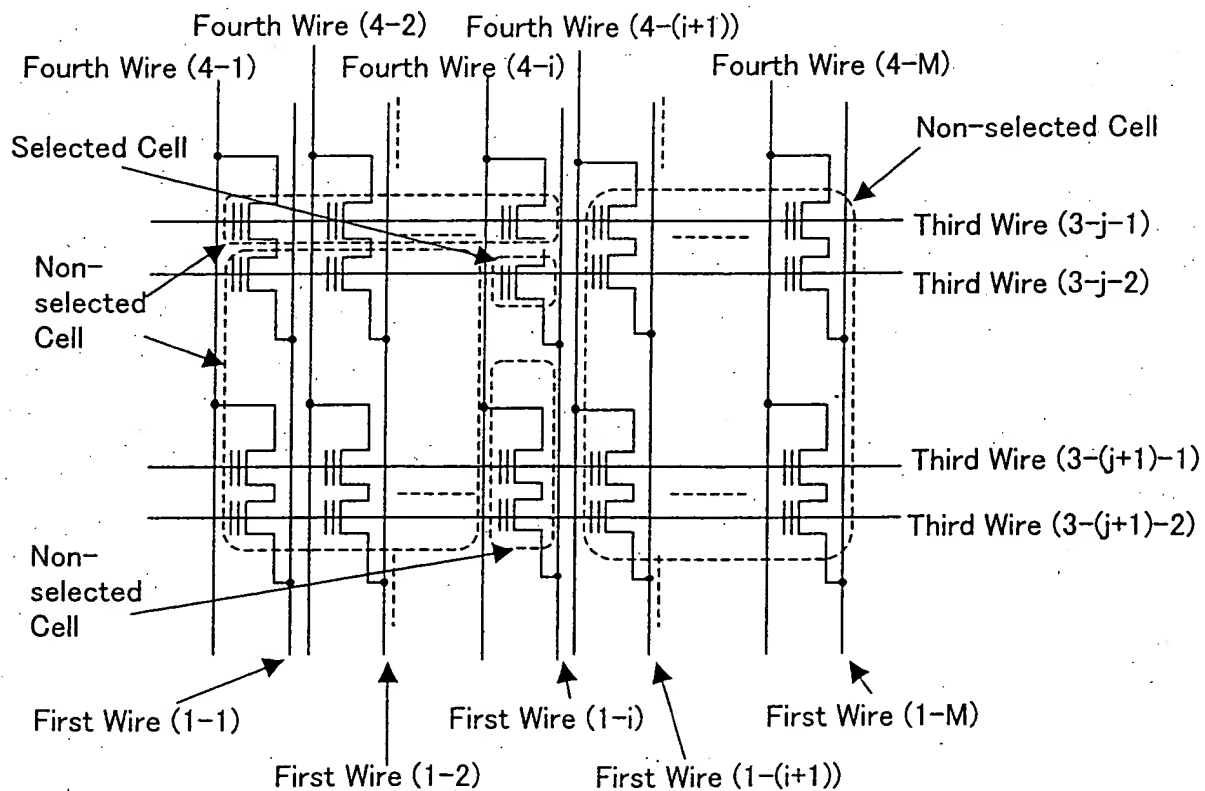 Fourth Wire (4-2)
Fourth Wire (4-(i+1))
Fourth Wire (4-1)
Fourth Wire (4-i)
Fourth Wire (4-M)
Selected Cell
Non-selected Cell
Third Wire (3-j-1)
Third Wire (3-j-2)
Non-
selected
Cell
Third Wire (3-(j+1)-1)
Third Wire (3-(j+1)-2)
Non-
selected
Cell
First Wire (1-1)
First Wire (1-i)
First Wire (1-M)
First Wire (1-2)
First Wire (1-(i+1))